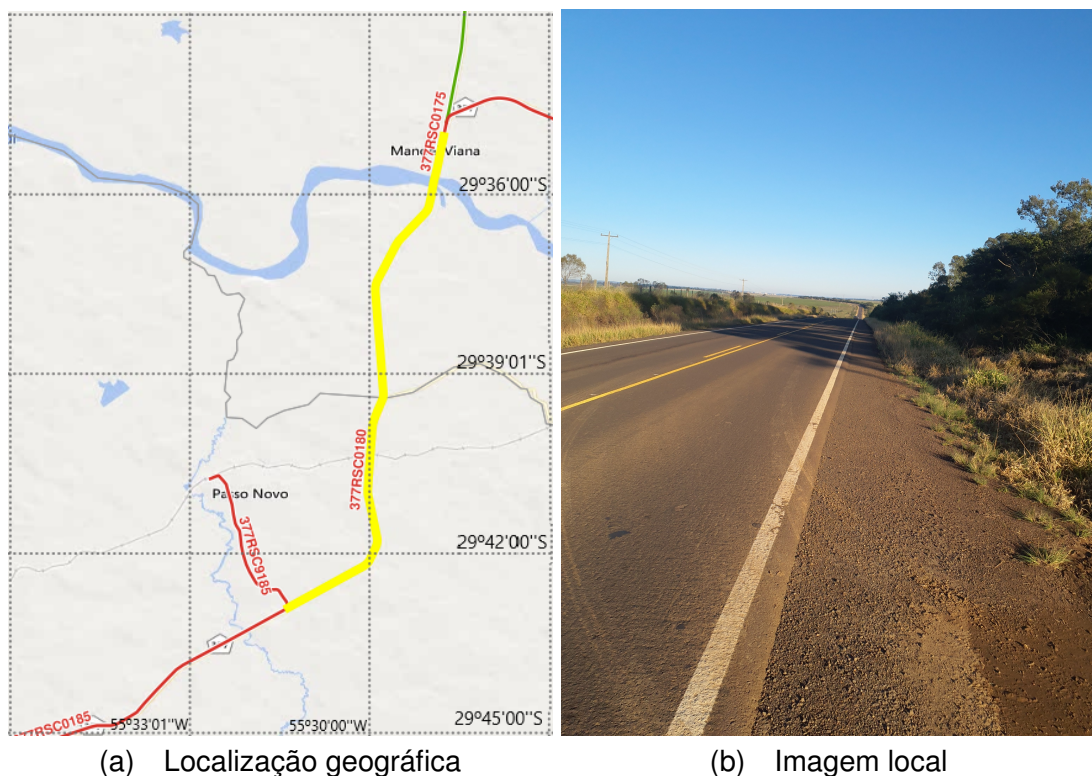 377RSC0175
Manoel Viana
29º36'00''S
29º39'01''S
377RSC0180
Passo Novo
29º42'00''S
377RSC9185
377RSC0185
55º33'01''W
55º30'00''W
29º45'00''S
(a) Localização geográfica
(b) Imagem local